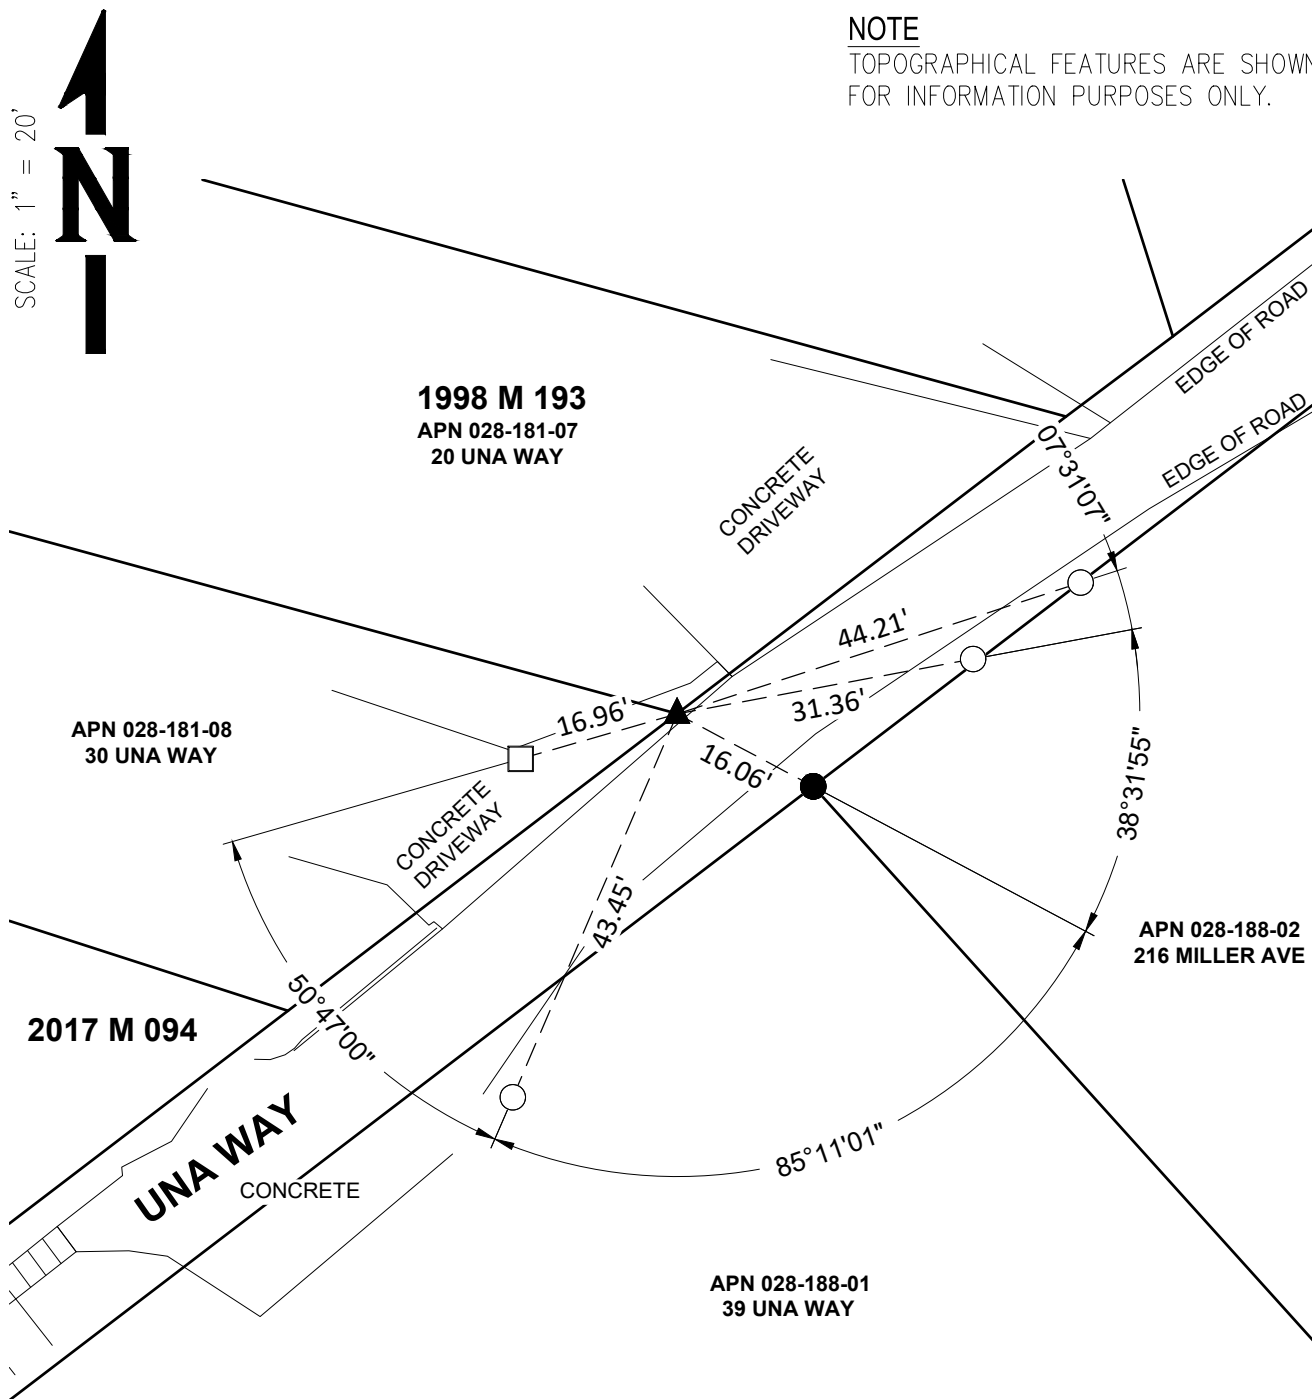 NOTE
TOPOGRAPHICAL FEATURES ARE SHOWN
FOR INFORMATION PURPOSES ONLY.
SCALE: 1" = 20'
N
EDGE OF ROAD
EDGE OF ROAD
1998 M 193
APN 028-181-07
20 UNA WAY
CONCRETE
DRIVEWAY
07°31'07"
44.21'
31.36'
16.96'
16.06'
APN 028-181-08
30 UNA WAY
38°31'55"
CONCRETE
DRIVEWAY
43.45'
APN 028-188-02
216 MILLER AVE
50°47'00"
2017 M 094
UNA WAY
85°11'01"
CONCRETE
APN 028-188-01
39 UNA WAY